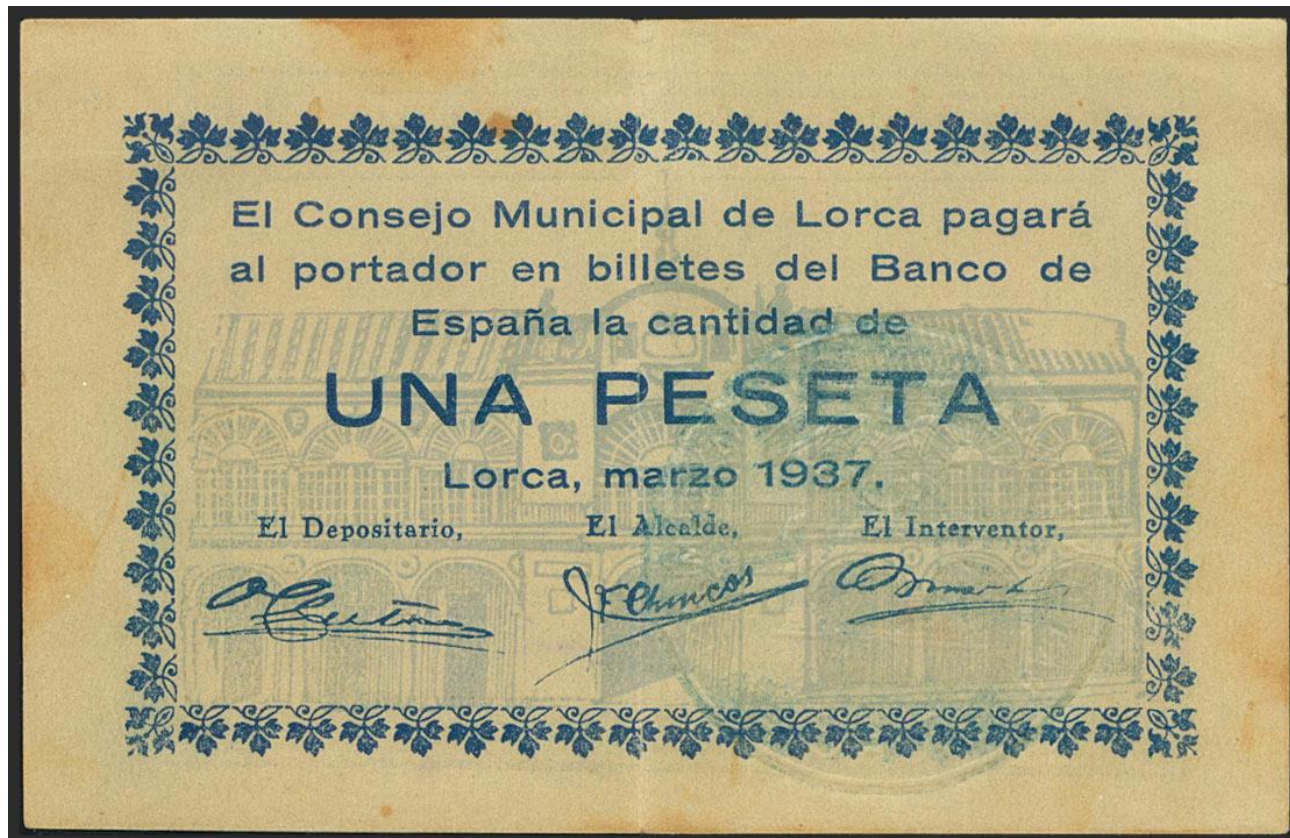 El Consejo Municipal de Lorca pagará
al portador en billetes del Banco de
España la cantidad de
UNA PESETA
Lorca, marzo 1937.
El Depositario, El Alcalde, El Interventor,